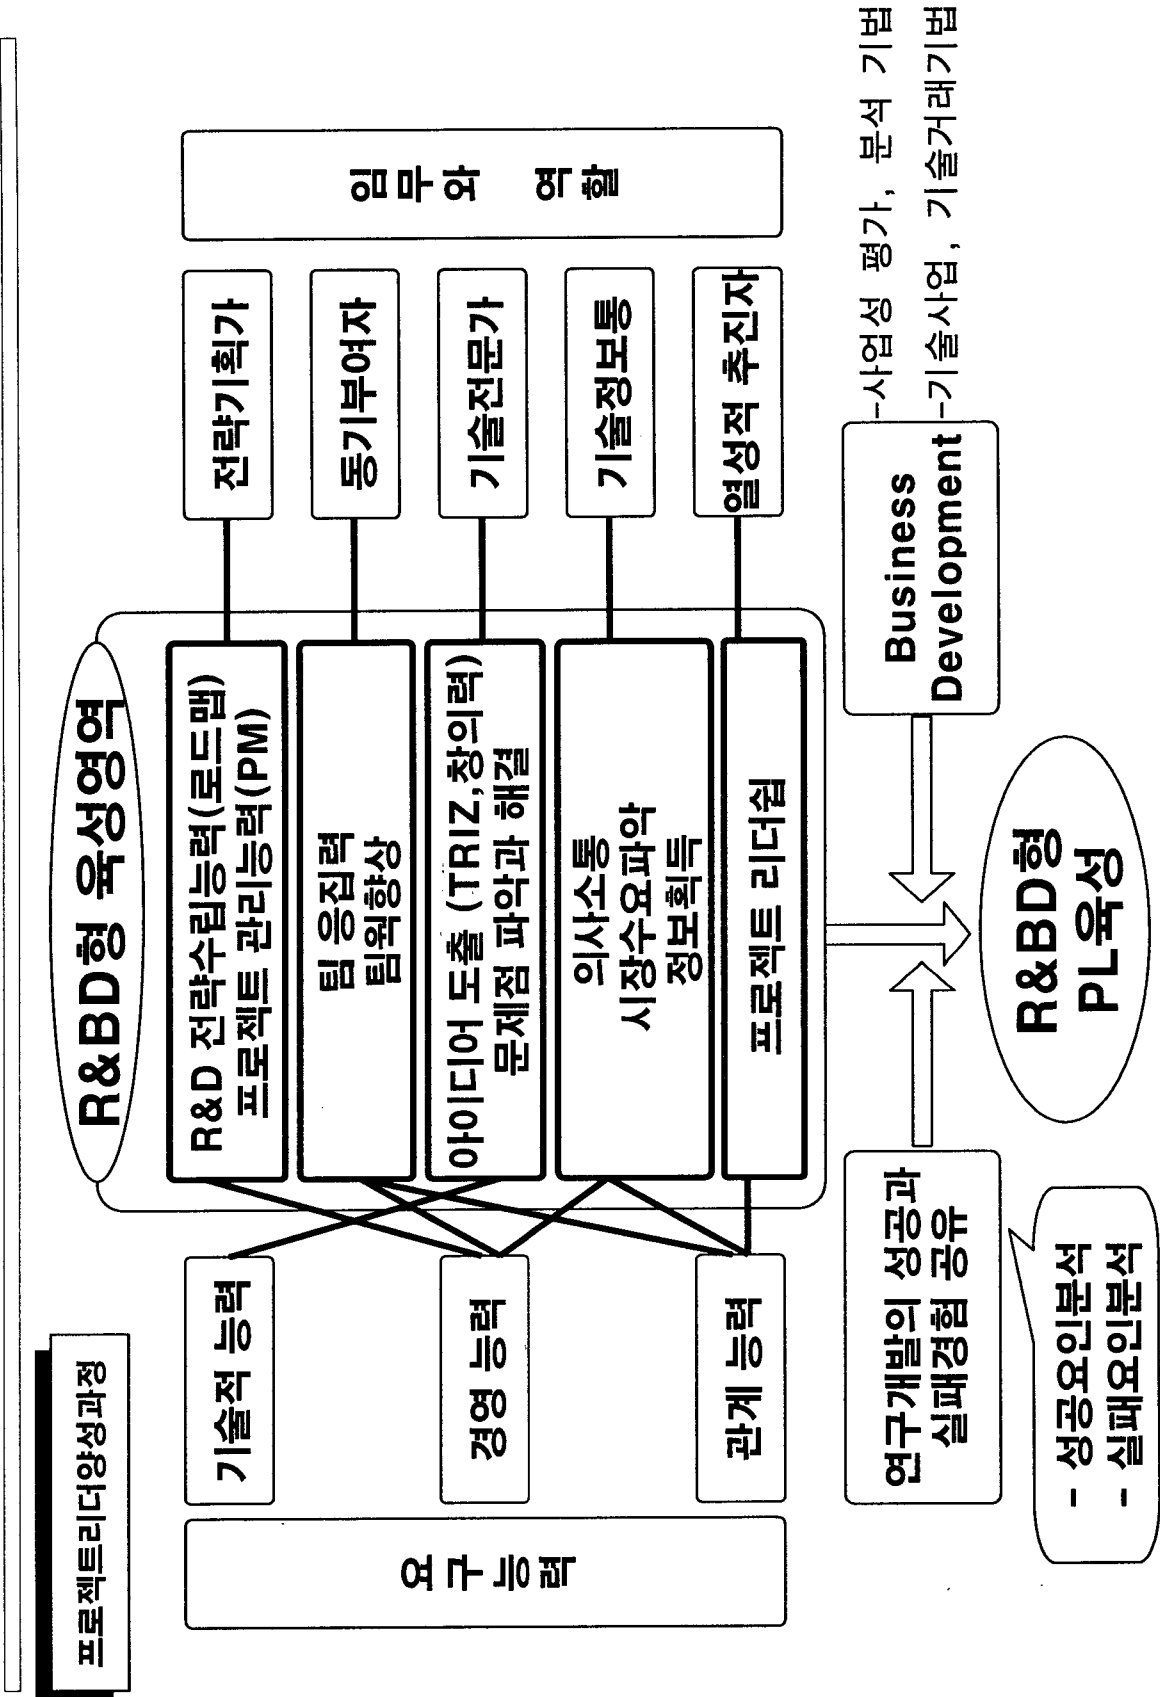 프로젝트리더양성과정
R&BD형 육성영역
요구능력
기술적 능력
경영 능력
관계 능력
R&D 전략수립능력(로드맵)
프로젝트 관리능력(PM)
팀 응집력
팀웍향상
아이디어 도출 (TRIZ,창의력)
문제점 파악과 해결
의사소통
시장수요파악
정보획득
프로젝트 리더쉽
전략기획가
동기부여자
기술전문가
기술정보통
열성적 추진자
임무와 역할
연구개발의 성공과
실패경험 공유
- 성공요인분석
- 실패요인분석
Business
Development
-사업성 평가, 분석 기법
-기술사업, 기술거래기법
R&BD형
PL육성